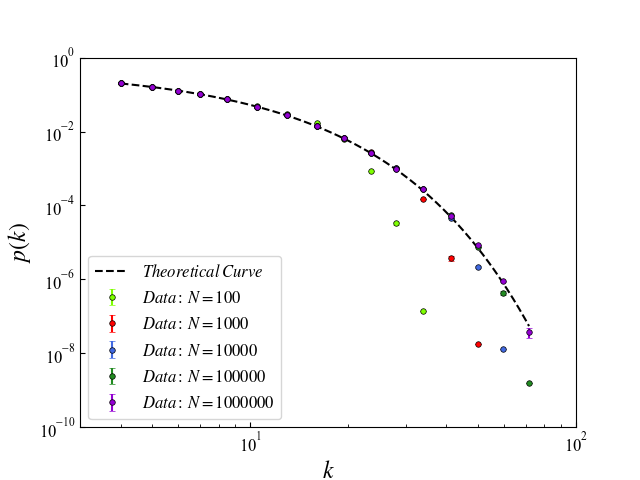 10^0
10^-2
10^-4
10^-6
10^-8
10^-10
p(k)
Theoretical Curve
Data: N = 100
Data: N = 1000
Data: N = 10000
Data: N = 100000
Data: N = 1000000
10^1
10^2
k